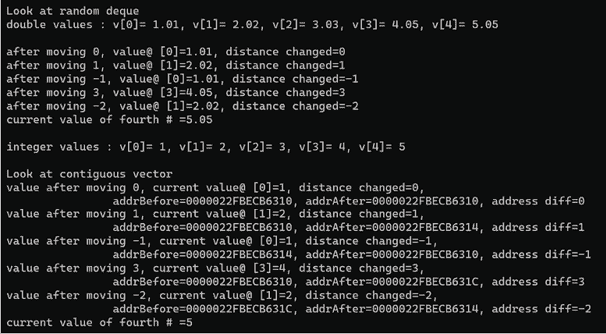 Look at random deque
double values : v[0]= 1.01, v[1]= 2.02, v[2]= 3.03, v[3]= 4.05, v[4]= 5.05
after moving 0, value@ [0]=1.01, distance changed=0
after moving 1, value@ [1]=2.02, distance changed=1
after moving -1, value@ [0]=1.01, distance changed=-1
after moving 3, value@ [3]=4.05, distance changed=3
after moving -2, value@ [1]=2.02, distance changed=-2
current value of fourth # =5.05
integer values : v[0]= 1, v[1]= 2, v[2]= 3, v[3]= 4, v[4]= 5
Look at contiguous vector
value after moving 0, current value@ [0]=1, distance changed=0,
addrBefore=0000022FBECB6310, addrAfter=0000022FBECB6310, address diff=0
value after moving 1, current value@ [1]=2, distance changed=1,
addrBefore=0000022FBECB6310, addrAfter=0000022FBECB6314, address diff=1
value after moving -1, current value@ [0]=1, distance changed=-1,
addrBefore=0000022FBECB6314, addrAfter=0000022FBECB6310, address diff=-1
value after moving 3, current value@ [3]=4, distance changed=3,
addrBefore=0000022FBECB6310, addrAfter=0000022FBECB631C, address diff=3
value after moving -2, current value@ [1]=2, distance changed=-2,
addrBefore=0000022FBECB631C, addrAfter=0000022FBECB6314, address diff=-2
current value of fourth # =5